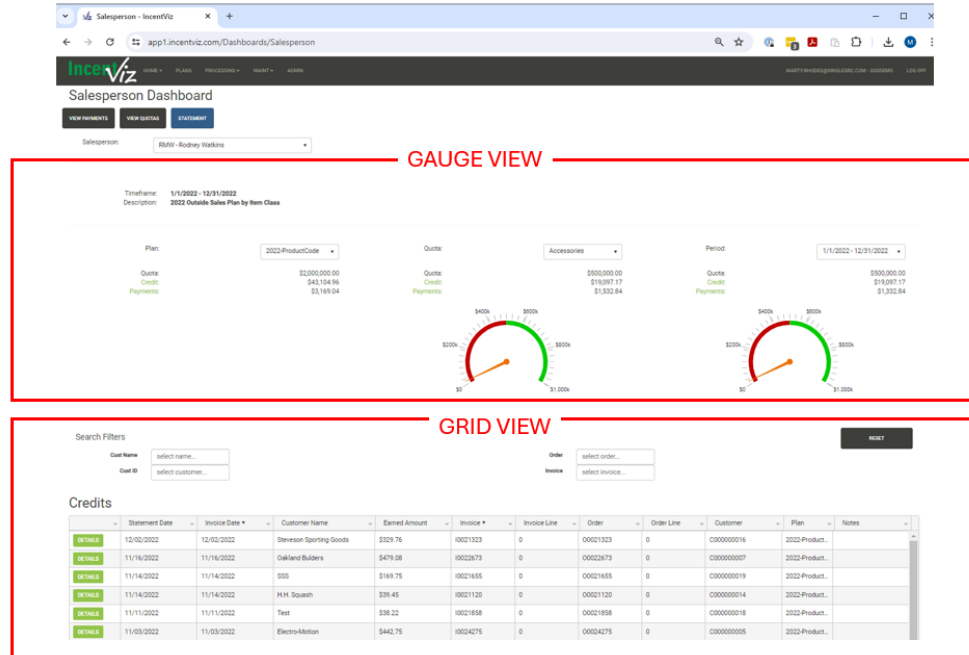 Salesperson - IncentViz
app1.incentviz.com/Dashboards/Salesperson
M
IncentViz HOME PLANS PROCESSING MAINT ADMIN LOG OFF
Salesperson Dashboard
VIEW PAYMENTS VIEW QUOTAS STATEMENT
Salesperson: RMW - Rodney Watkins
GAUGE VIEW
Timeframe: 1/1/2022 - 12/31/2022
Description: 2022 Outside Sales Plan by Item Class
Plan: 2022-ProductCode Quota: Accessories Period: 1/1/2022 - 12/31/2022
Quota: $2,000,000.00 Quota: $500,000.00 Quota: $500,000.00
Credit: $43,104.96 Credit: $19,097.17 Credit: $19,097.17
Payments: $3,169.04 Payments: $1,532.84 Payments: $1,332.84
$400k $600k $400k $600k
$200k $800k $200k $800k
$0 $1,000k $0 $1,000k
GRID VIEW
Search Filters RESET
Cust Name select name... Order select order...
Cust ID select customer... Invoice select invoice...
Credits
Statement Date Invoice Date Customer Name Earned Amount Invoice Invoice Line Order Order Line Customer Plan Notes
DETAILS 12/02/2022 12/02/2022 Steveson Sporting Goods $329.76 I0021323 0 O0021323 0 C000000016 2022-Product...
DETAILS 11/16/2022 11/16/2022 Oakland Bulders $479.08 I0022673 0 O0022673 0 C000000007 2022-Product...
DETAILS 11/14/2022 11/14/2022 SSS $169.75 I0021655 0 O0021655 0 C000000019 2022-Product...
DETAILS 11/14/2022 11/14/2022 H.H. Squash $39.45 I0021120 0 O0021120 0 C000000014 2022-Product...
DETAILS 11/11/2022 11/11/2022 Test $38.22 I0021858 0 O0021858 0 C000000018 2022-Product...
DETAILS 11/03/2022 11/03/2022 Electro-Motion $442.75 I0024275 0 O0024275 0 C000000005 2022-Product...